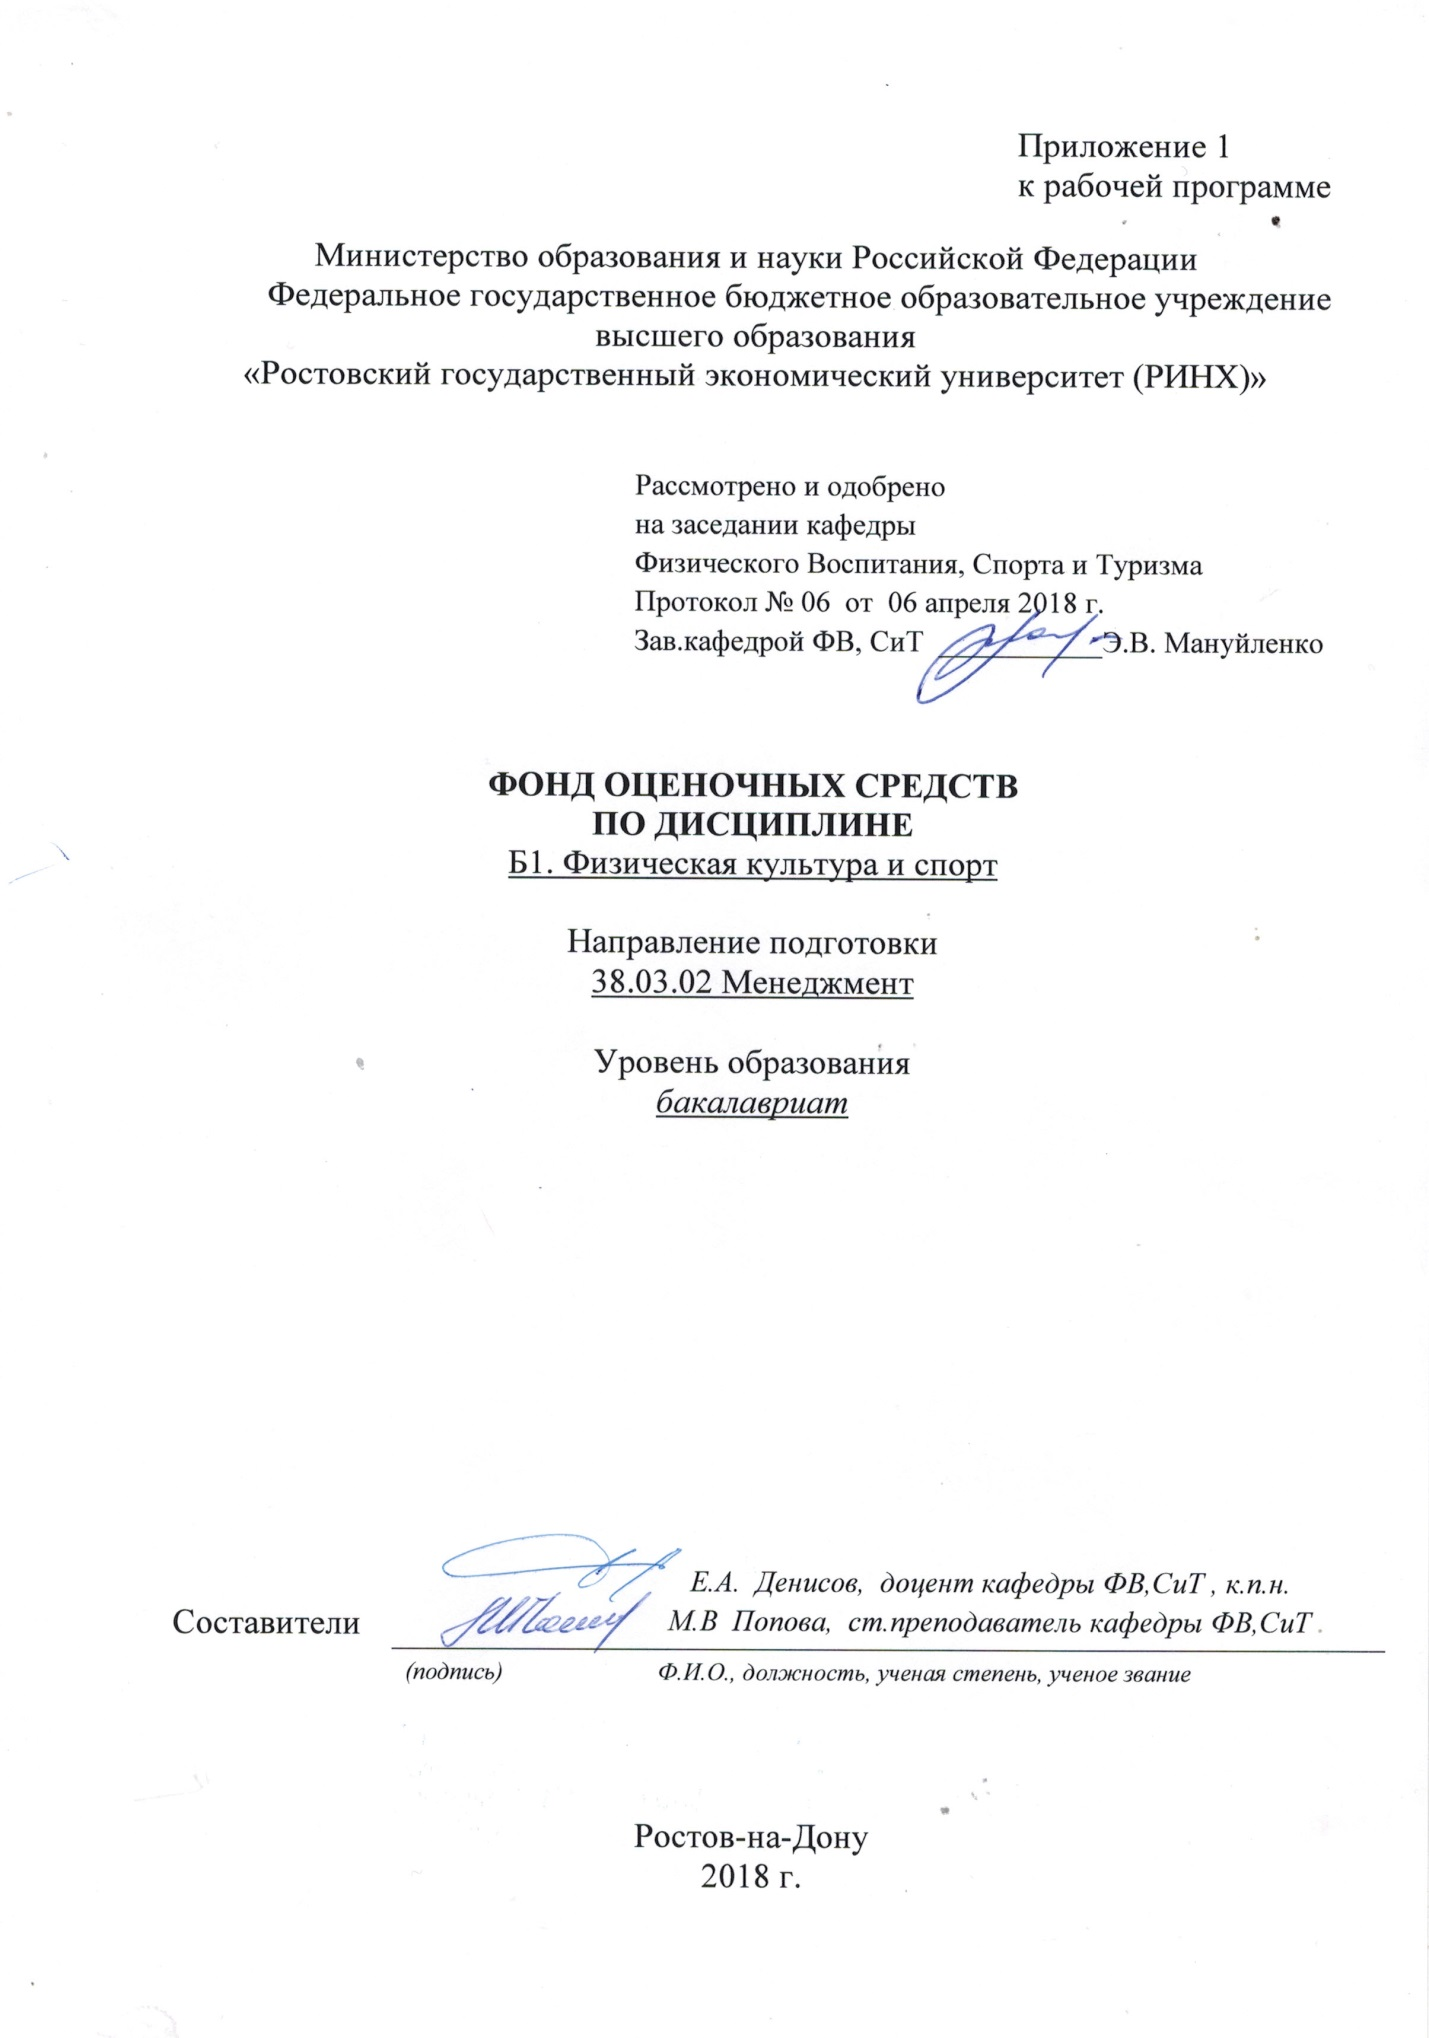 Приложение 1
к рабочей программе
Министерство образования и науки Российской Федерации
Федеральное государственное бюджетное образовательное учреждение
высшего образования
«Ростовский государственный экономический университет (РИНХ)»
Рассмотрено и одобрено
на заседании кафедры
Физического Воспитания, Спорта и Туризма
Протокол № 06 от 06 апреля 2018 г.
Зав.кафедрой ФВ, СиТ ___________Э.В. Мануйленко
ФОНД ОЦЕНОЧНЫХ СРЕДСТВ
ПО ДИСЦИПЛИНЕ
Б1. Физическая культура и спорт
Направление подготовки
38.03.02 Менеджмент
Уровень образования
бакалавриат
Е.А. Денисов, доцент кафедры ФВ,СиТ , к.п.н.
Составители М.В Попова, ст.преподаватель кафедры ФВ,СиТ .
(подпись) Ф.И.О., должность, ученая степень, ученое звание
Ростов-на-Дону
2018 г.